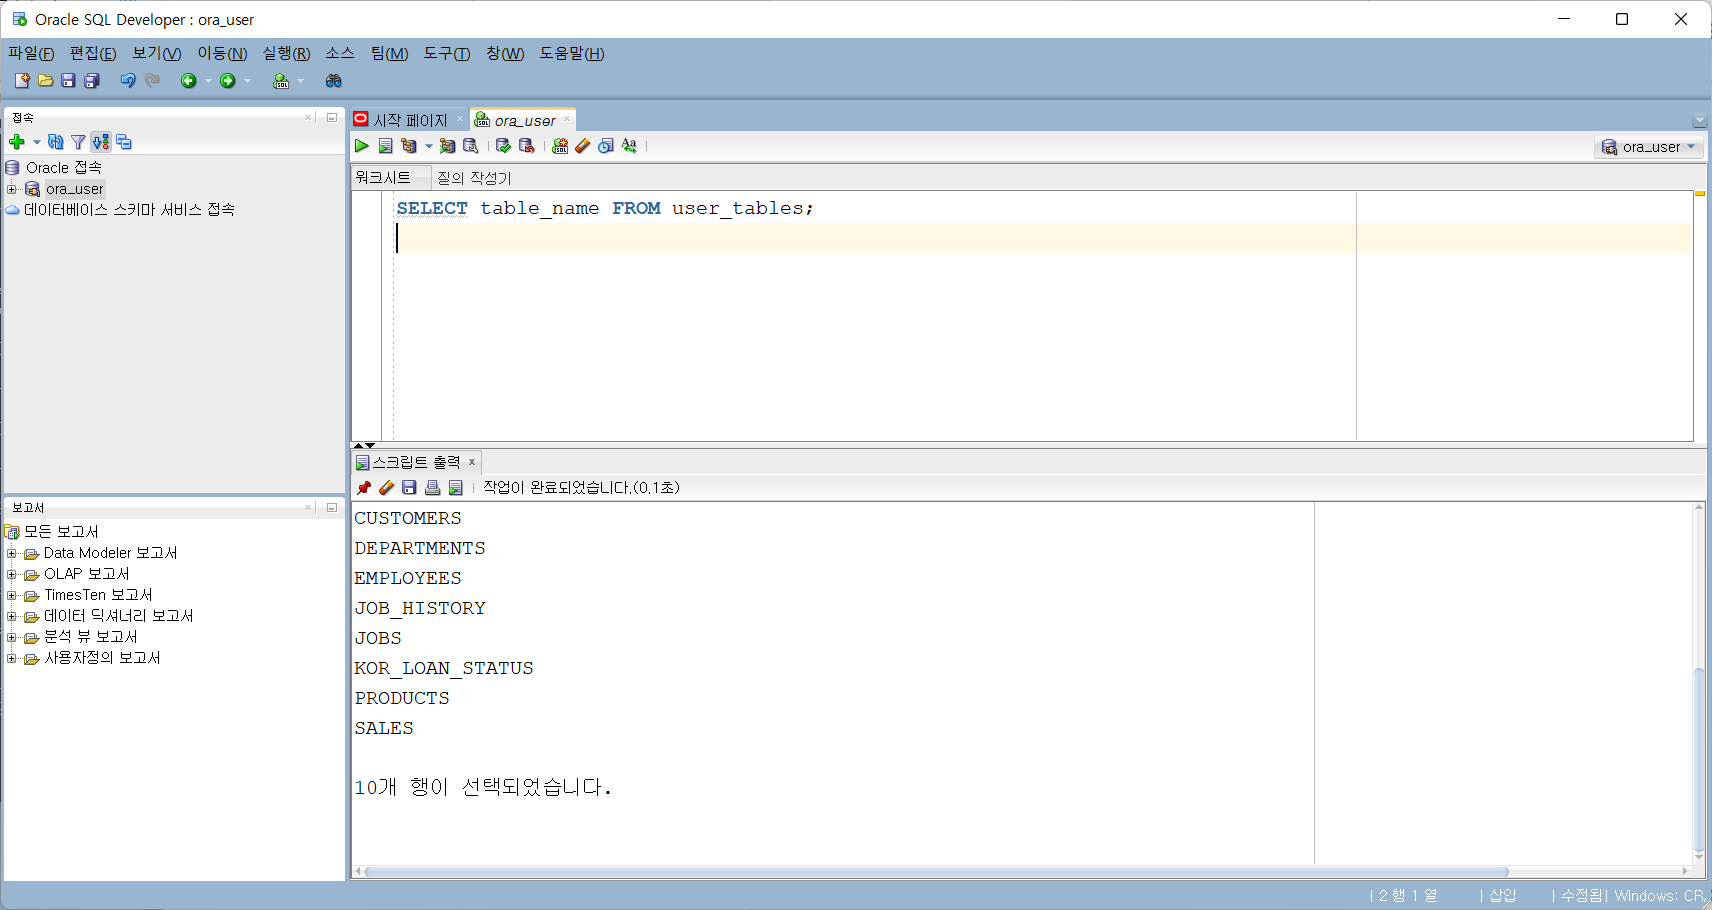 Oracle SQL Developer : ora_user
파일(F) 편집(E) 보기(V) 이동(N) 실행(R) 소스 팀(M) 도구(T) 창(W) 도움말(H)
접속
Oracle 접속
ora_user
데이터베이스 스키마 서비스 접속
보고서
모든 보고서
Data Modeler 보고서
OLAP 보고서
TimesTen 보고서
데이터 딕셔너리 보고서
분석 뷰 보고서
사용자정의 보고서
시작 페이지 ora_user
ora_user
워크시트 질의 작성기
SELECT table_name FROM user_tables;
스크립트 출력
작업이 완료되었습니다.(0.1초)
CUSTOMERS
DEPARTMENTS
EMPLOYEES
JOB_HISTORY
JOBS
KOR_LOAN_STATUS
PRODUCTS
SALES
10개 행이 선택되었습니다.
| 2 행 1 열 | 삽입 | 수정됨 | Windows: CR,